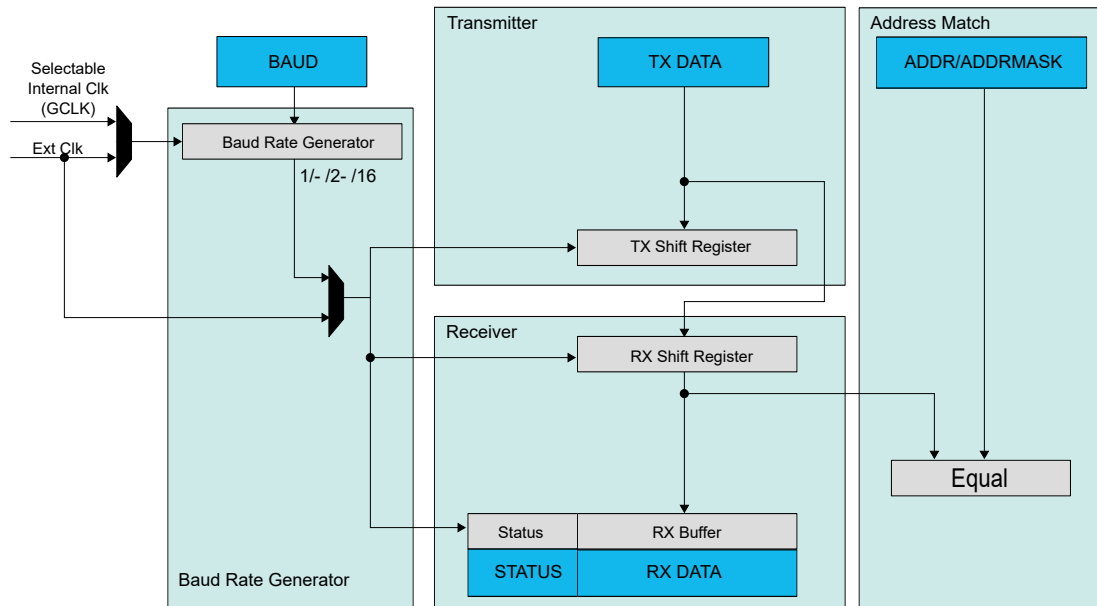 Transmitter
Address Match
BAUD
TX DATA
ADDR/ADDRMASK
Selectable
Internal Clk
(GCLK)
Baud Rate Generator
Ext Clk
1/- /2- /16
TX Shift Register
Receiver
RX Shift Register
Equal
Status
RX Buffer
STATUS
RX DATA
Baud Rate Generator